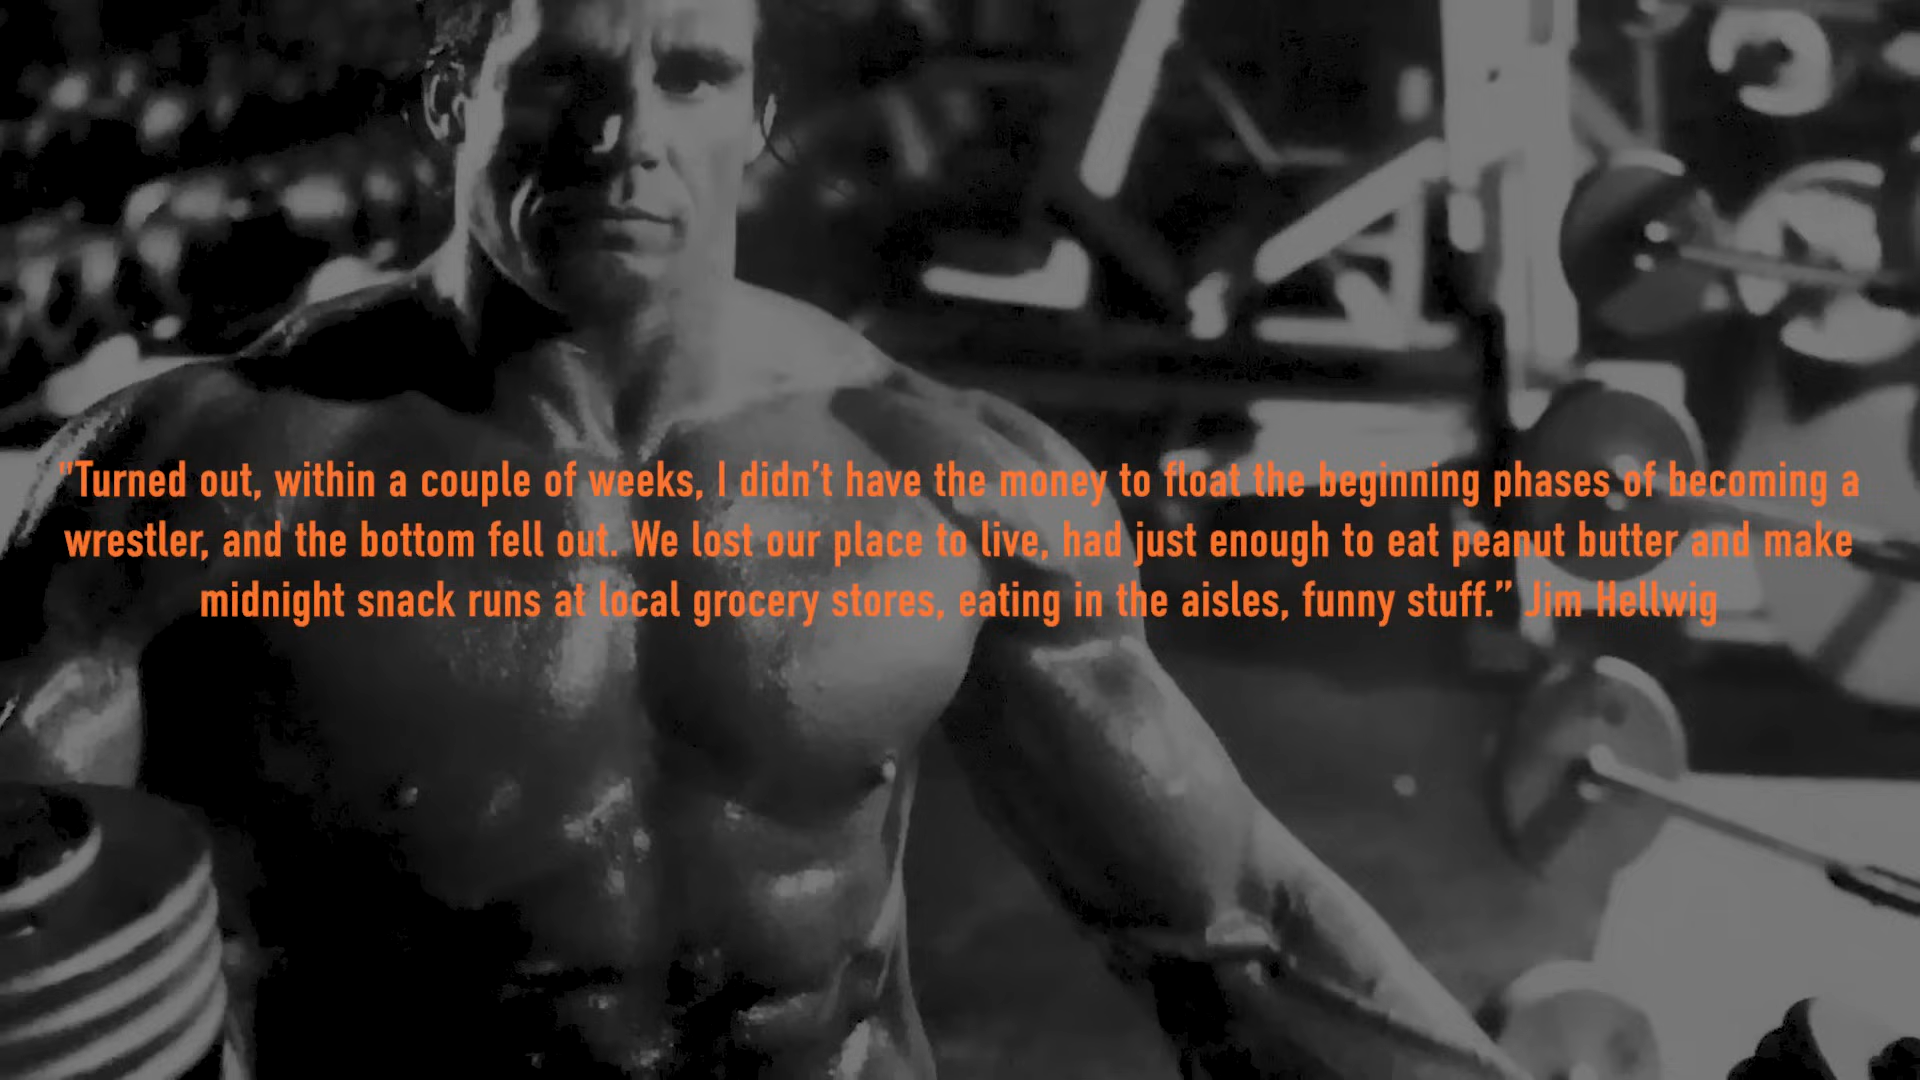 "Turned out, within a couple of weeks, I didn’t have the money to float the beginning phases of becoming a
wrestler, and the bottom fell out. We lost our place to live, had just enough to eat peanut butter and make
midnight snack runs at local grocery stores, eating in the aisles, funny stuff.” Jim Hellwig